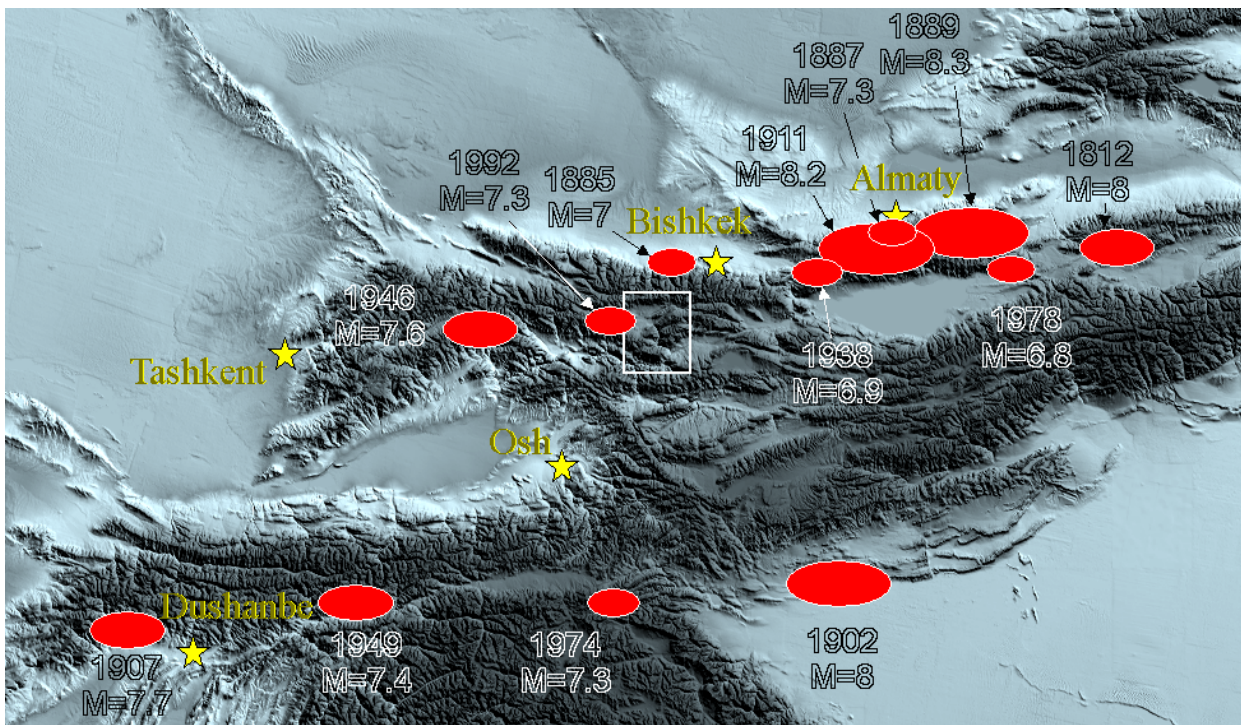 1889
M=8.3
1887
M=7.3
1911
M=8.2
Almaty
1812
M=8
1992
M=7.3
1885
M=7
Bishkek
1946
M=7.6
Tashkent
1938
M=6.9
1978
M=6.8
Osh
Dushanbe
1907
M=7.7
1949
M=7.4
1974
M=7.3
1902
M=8